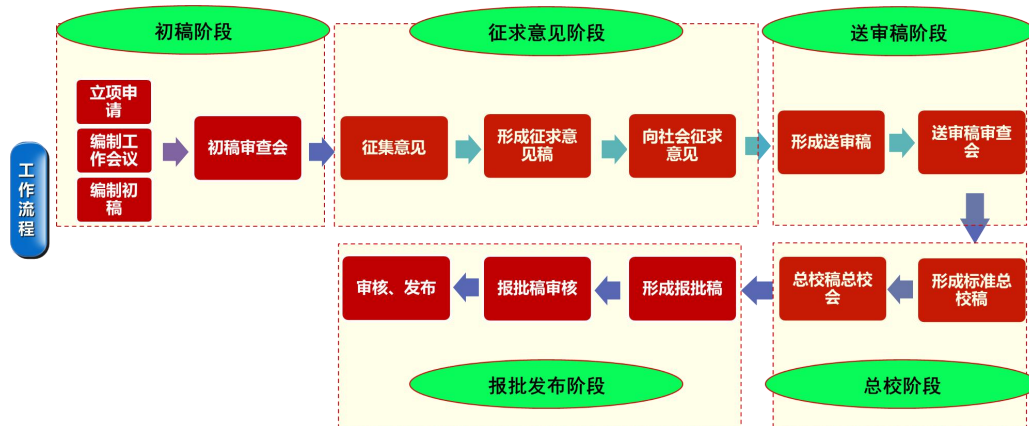 初稿阶段
征求意见阶段
送审稿阶段
工作流程
立项申
请
编制工
作会议
编制初
稿
初稿审查会
征集意见
形成征求意
见稿
向社会征求
意见
形成送审稿
送审稿审查
会
审核、发布
报批稿审核
形成报批稿
总校稿总校
会
形成标准总
校稿
报批发布阶段
总校阶段